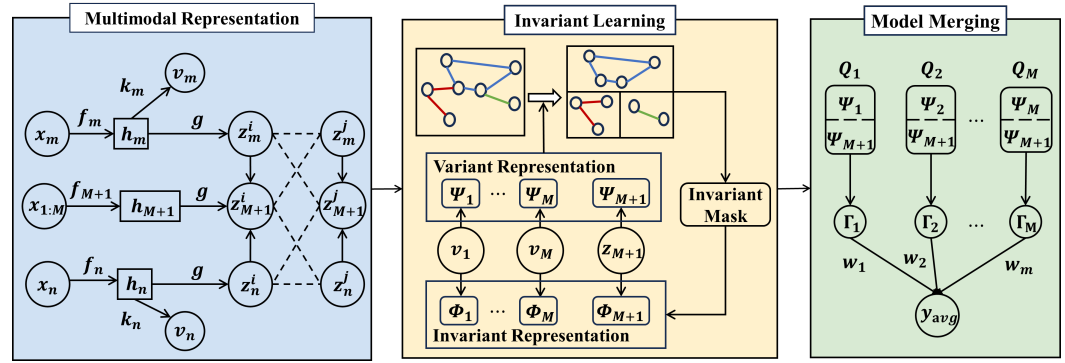 Multimodal Representation
v_m
k_m
x_m
f_m
h_m
g
z_m^i
z_m^j
x_{1:M}
f_{M+1}
h_{M+1}
g
z_{M+1}^i
z_{M+1}^j
x_n
f_n
h_n
g
z_n^i
z_n^j
k_n
v_n
Invariant Learning
Variant Representation
Ψ_1 ... Ψ_M Ψ_{M+1}
Invariant
Mask
v_1 v_M z_{M+1}
Φ_1 ... Φ_M Φ_{M+1}
Invariant Representation
Model Merging
Q_1 Q_2 Q_M
Ψ_1 Ψ_2 ... Ψ_M
Ψ_{M+1} Ψ_{M+1} Ψ_{M+1}
Γ_1 Γ_2 ... Γ_M
w_1 w_2 w_m
y_{avg}